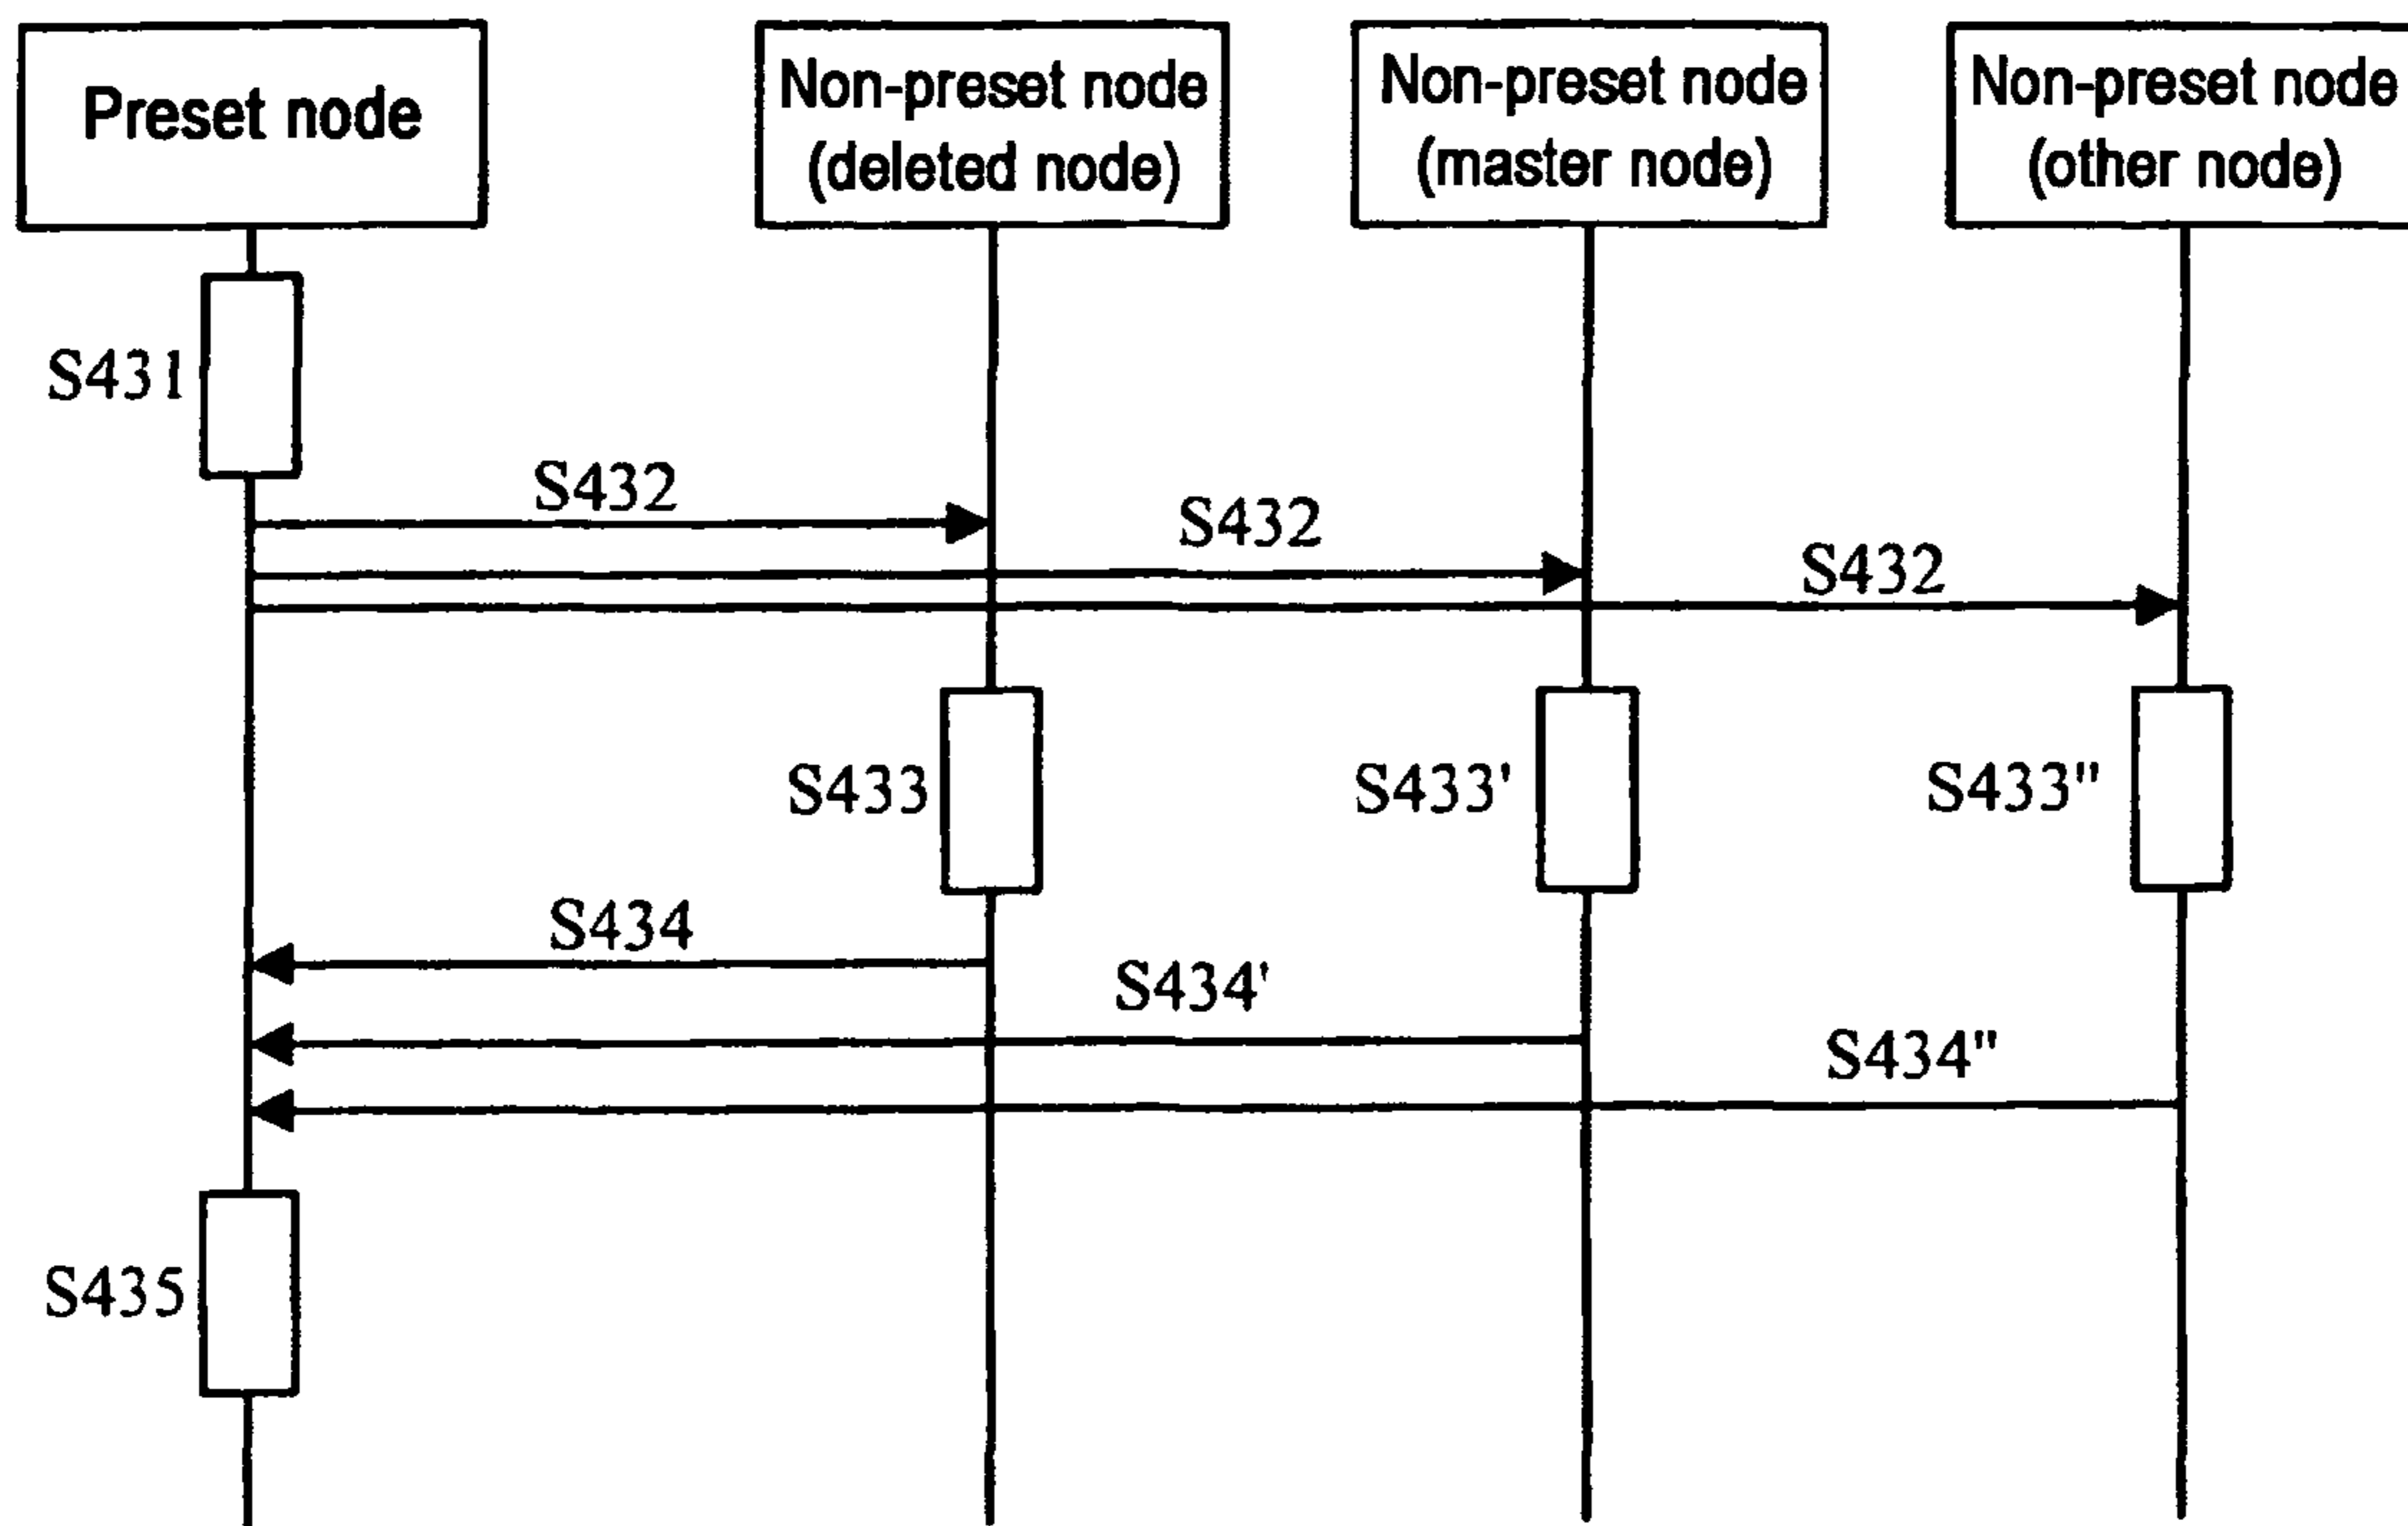 Preset node
Non-preset node
(deleted node)
Non-preset node
(master node)
Non-preset node
(other node)
S431
S432
S432
S432
S433
S433'
S433"
S434
S434'
S434"
S435